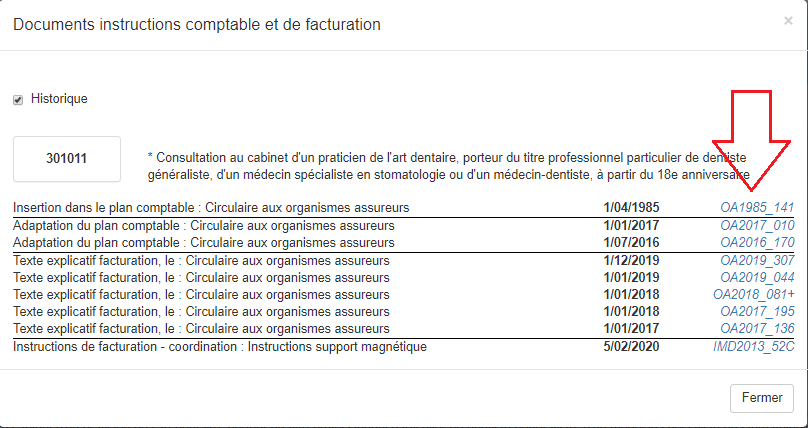 Documents instructions comptable et de facturation ×
Historique
301011
* Consultation au cabinet d'un praticien de l'art dentaire, porteur du titre professionnel particulier de dentiste
généraliste, d'un médecin spécialiste en stomatologie ou d'un médecin-dentiste, à partir du 18e anniversaire
Insertion dans le plan comptable : Circulaire aux organismes assureurs 1/04/1985 OA1985_141
Adaptation du plan comptable : Circulaire aux organismes assureurs 1/01/2017 OA2017_010
Adaptation du plan comptable : Circulaire aux organismes assureurs 1/07/2016 OA2016_170
Texte explicatif facturation, le : Circulaire aux organismes assureurs 1/12/2019 OA2019_307
Texte explicatif facturation, le : Circulaire aux organismes assureurs 1/01/2019 OA2019_044
Texte explicatif facturation, le : Circulaire aux organismes assureurs 1/01/2018 OA2018_081+
Texte explicatif facturation, le : Circulaire aux organismes assureurs 1/01/2018 OA2017_195
Texte explicatif facturation, le : Circulaire aux organismes assureurs 1/01/2017 OA2017_136
Instructions de facturation - coordination : Instructions support magnétique 5/02/2020 IMD2013_52C
Fermer